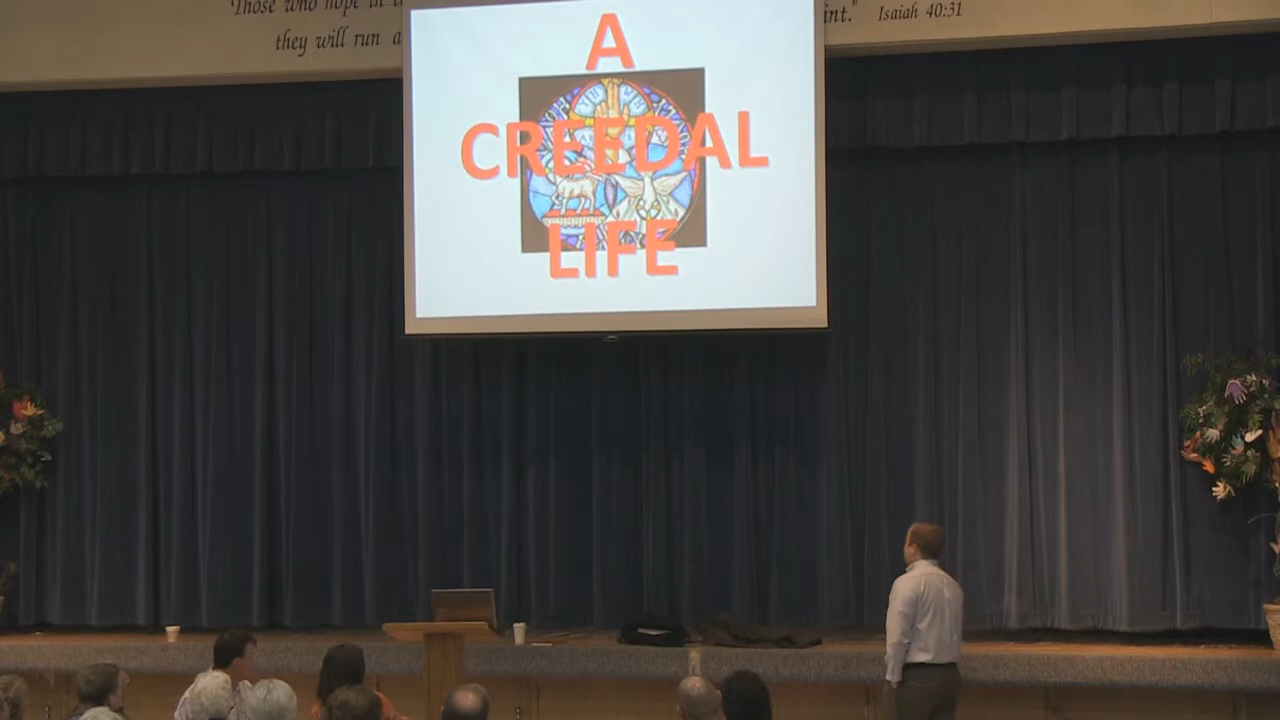 "Those who hope in
int." Isaiah 40:31
they will run a
A
CREEDAL
LIFE